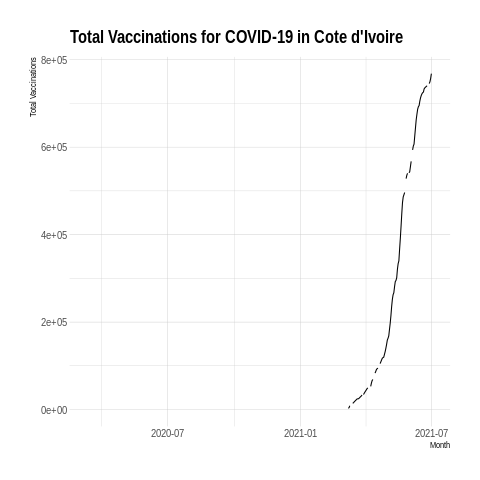 Total Vaccinations for COVID-19 in Cote d'Ivoire
Total Vaccinations
8e+05
6e+05
4e+05
2e+05
0e+00
2020-07 2021-01 2021-07
Month